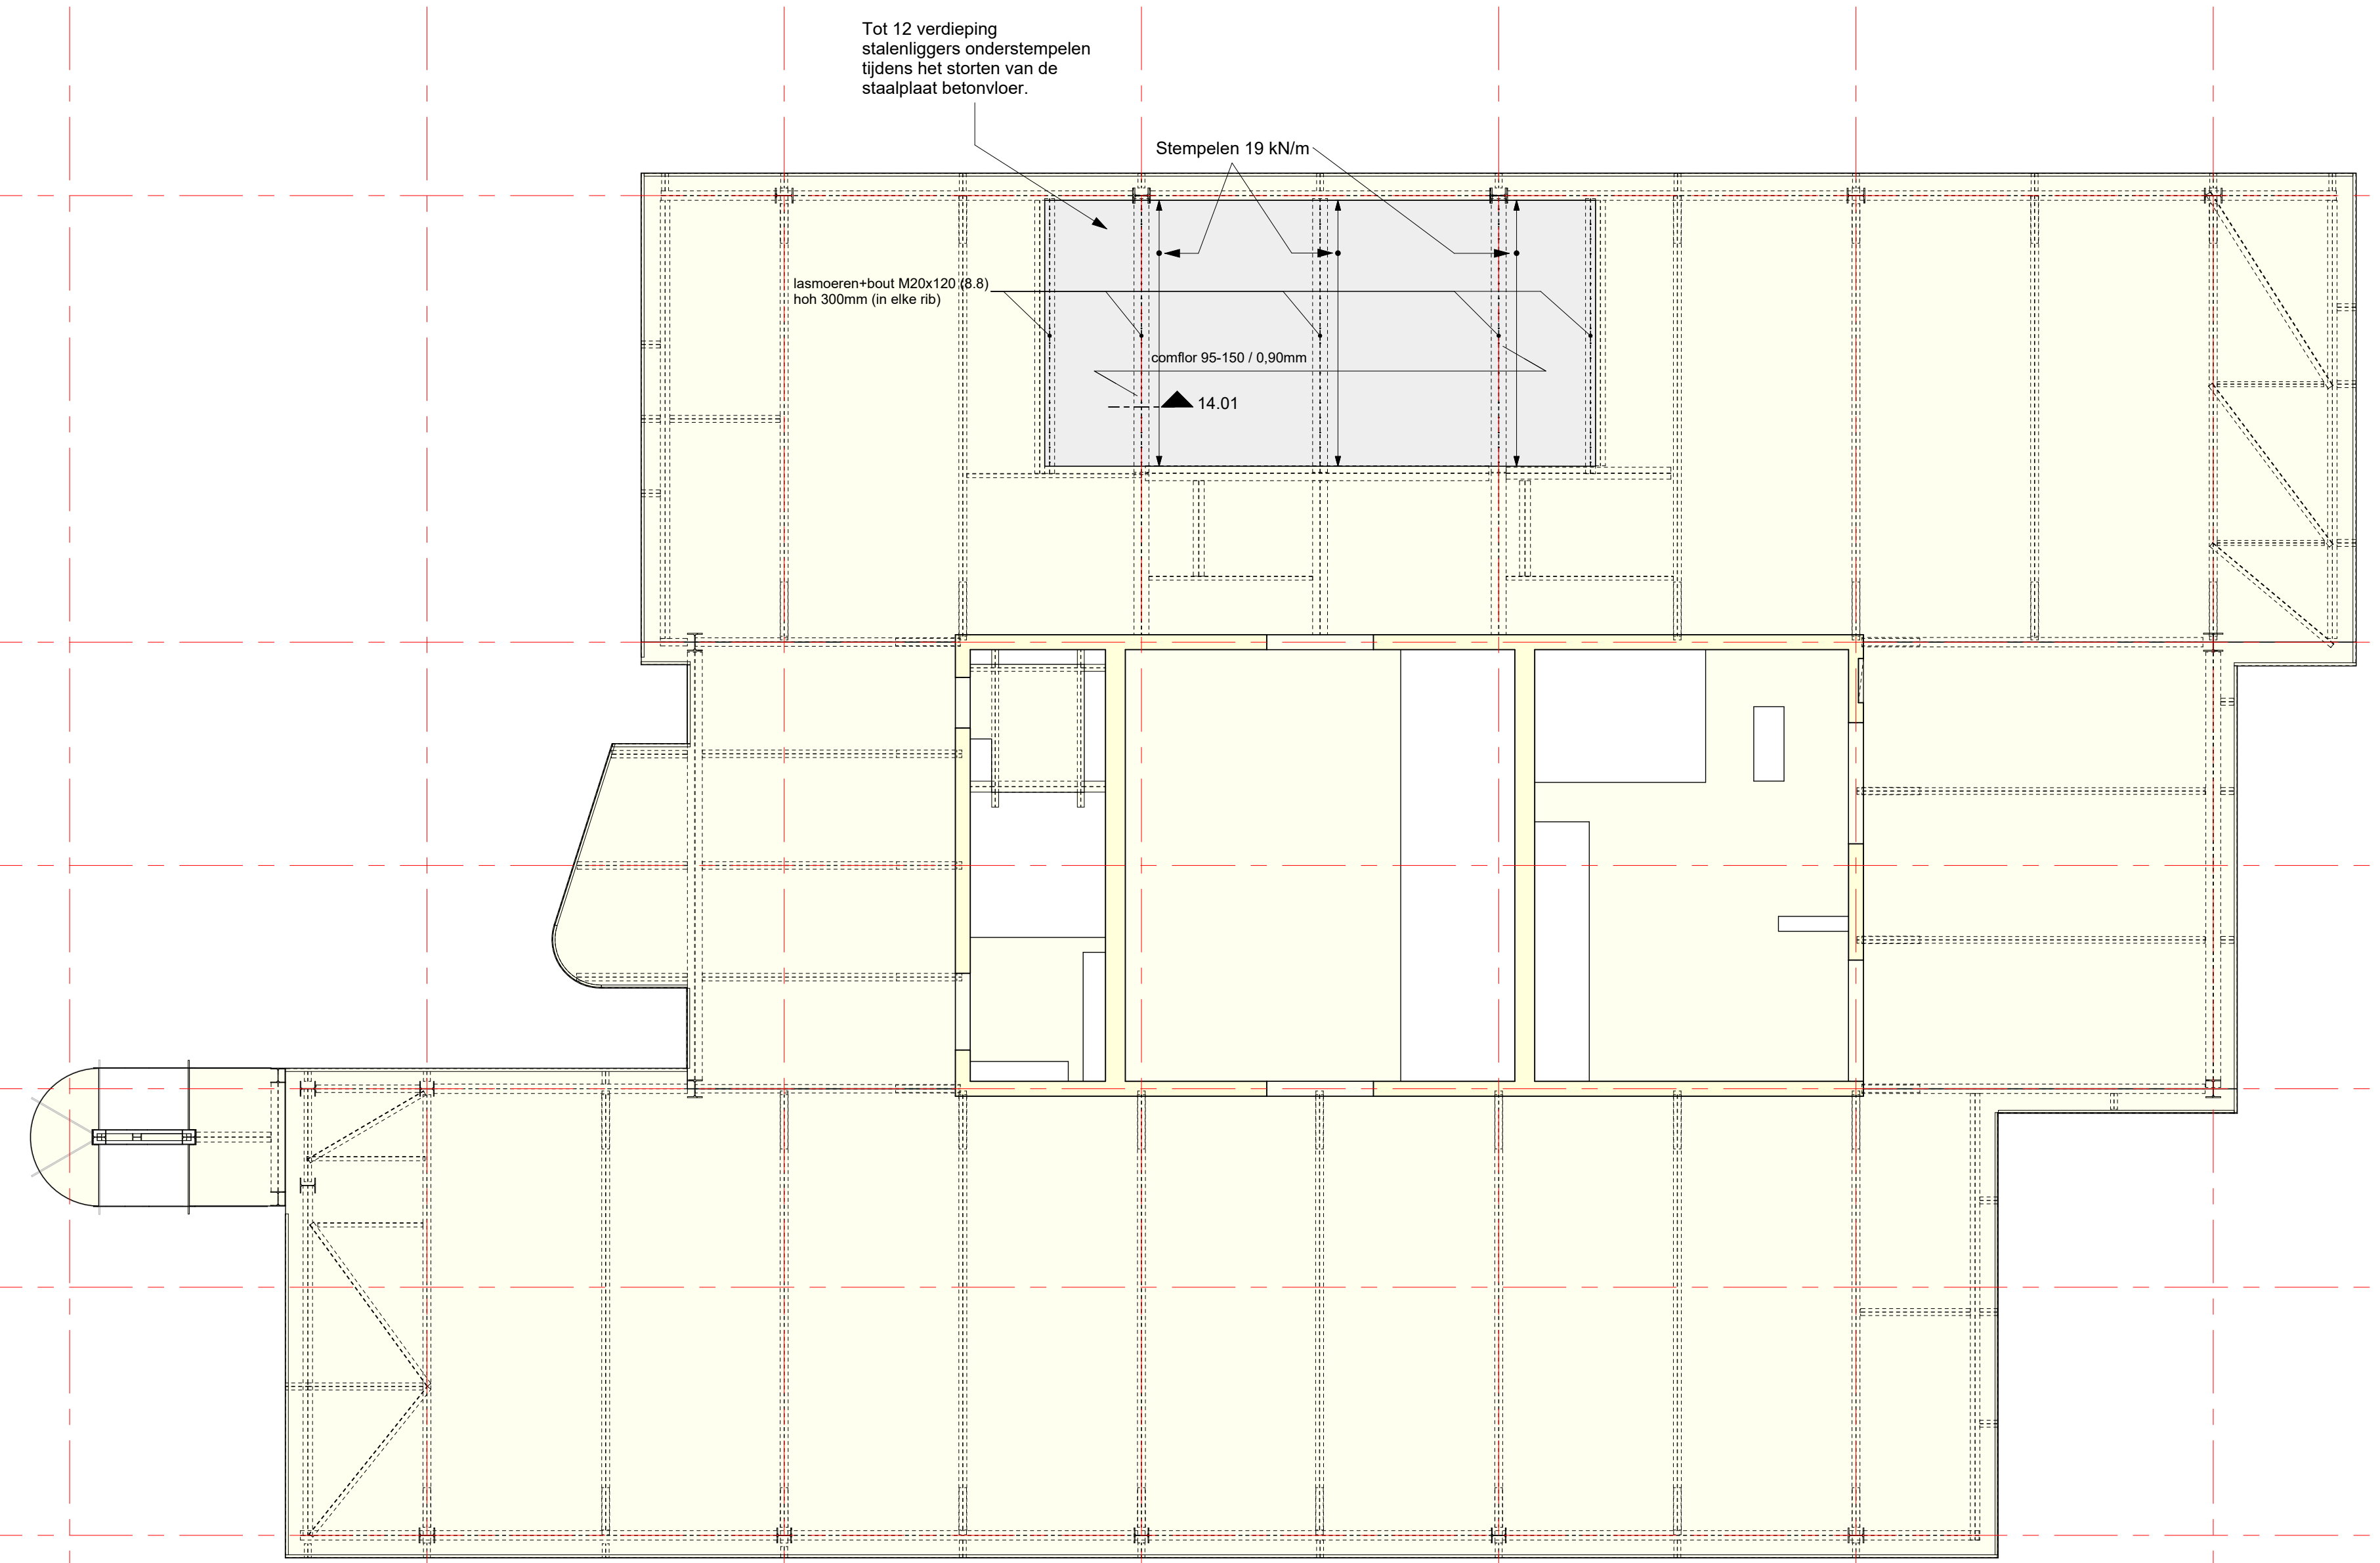 Tot 12 verdieping
stalenliggers onderstempelen
tijdens het storten van de
staalplaat betonvloer.
Stempelen 19 kN/m
lasmoeren+bout M20x120 (8.8)
hoh 300mm (in elke rib)
comflor 95-150 / 0,90mm
14.01